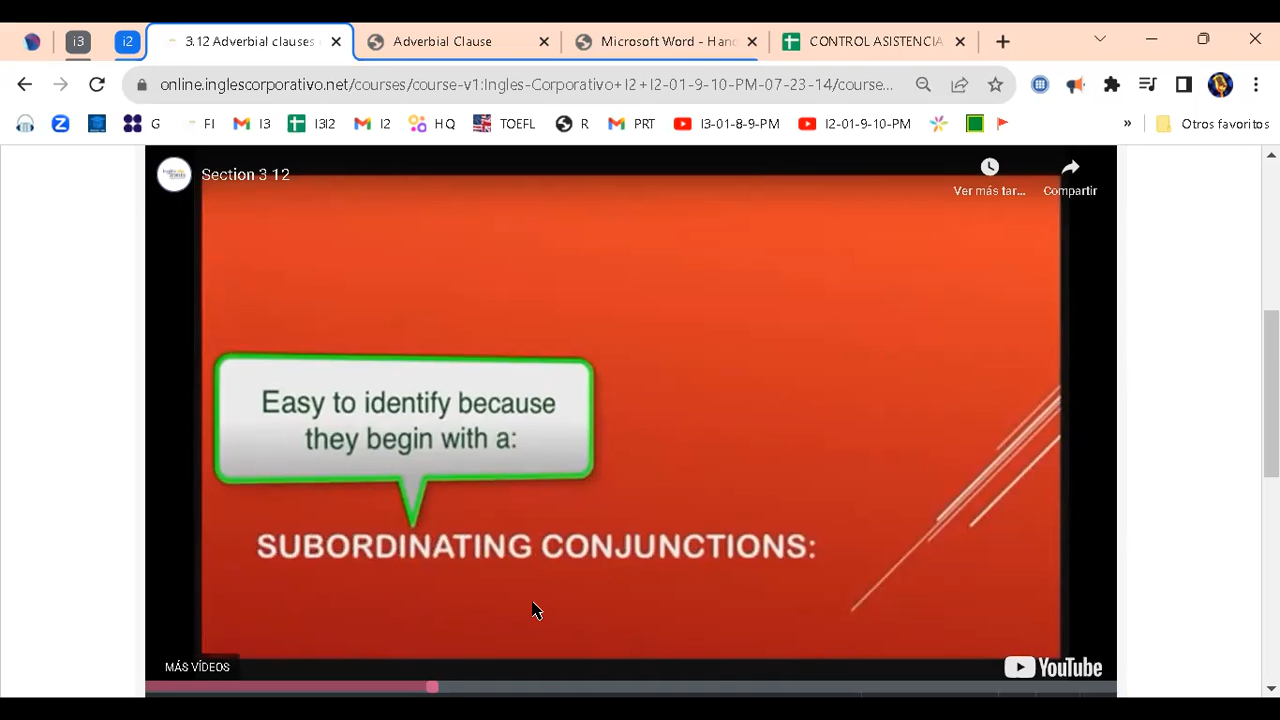 i3
i2
3.12 Adverbial clauses
Adverbial Clause
Microsoft Word - Hand
CONTROL ASISTENCIA
online.inglescorporativo.net/courses/course-v1:Ingles-Corporativo+I2+I2-01-9-10-PM-07-23-14/course...
G
FI
I3
I3I2
I2
HQ
TOEFL
R
PRT
I3-01-8-9-PM
I2-01-9-10-PM
»
Otros favoritos
Section 3 12
Ver más tar...
Compartir
Easy to identify because
they begin with a:
SUBORDINATING CONJUNCTIONS:
MÁS VÍDEOS
YouTube